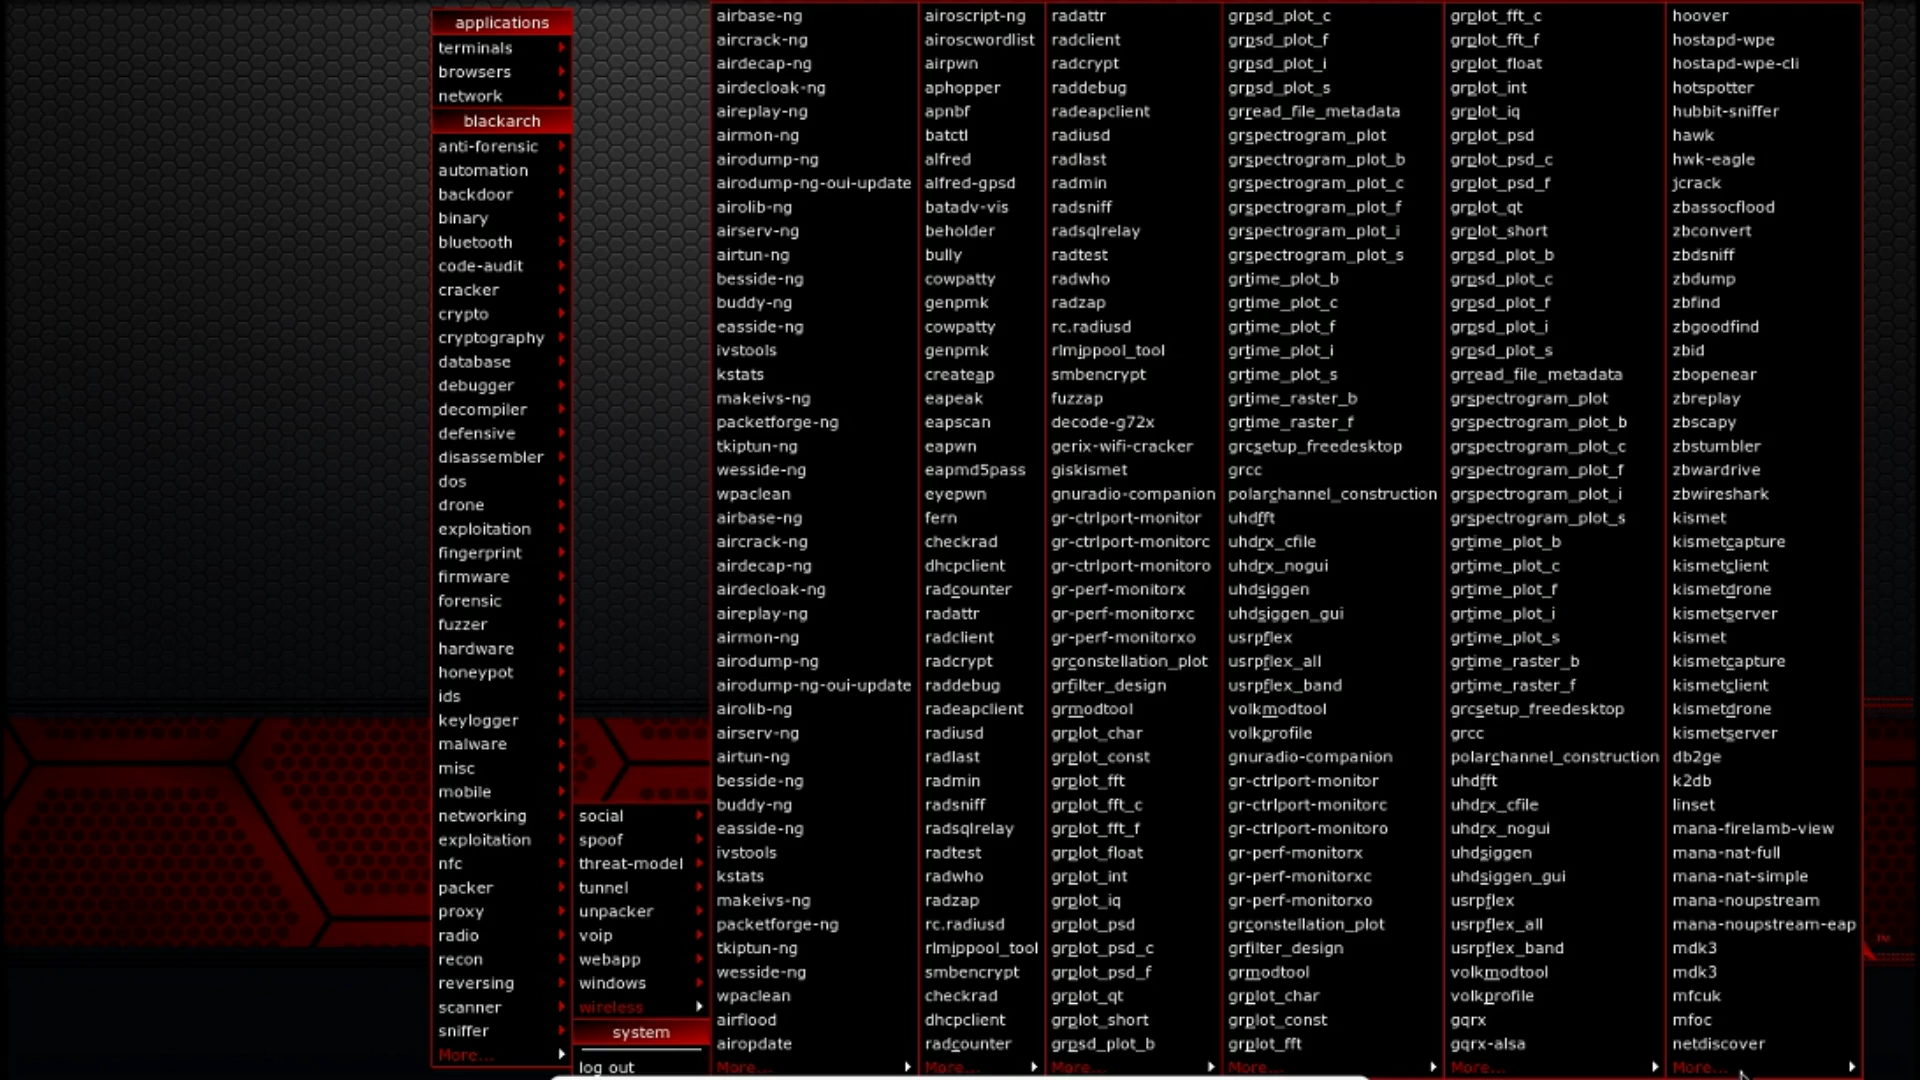 applications
terminals
browsers
network
blackarch
anti-forensic
automation
backdoor
binary
bluetooth
code-audit
cracker
crypto
cryptography
database
debugger
decompiler
defensive
disassembler
dos
drone
exploitation
fingerprint
firmware
forensic
fuzzer
hardware
honeypot
ids
keylogger
malware
misc
mobile
networking
exploitation
nfc
packer
proxy
radio
recon
reversing
scanner
sniffer
More...
social
spoof
threat-model
tunnel
unpacker
voip
webapp
windows
wireless
system
log out
airbase-ng
aircrack-ng
airdecap-ng
airdecloak-ng
aireplay-ng
airmon-ng
airodump-ng
airodump-ng-oui-update
airolib-ng
airserv-ng
airtun-ng
besside-ng
buddy-ng
easside-ng
ivstools
kstats
makeivs-ng
packetforge-ng
tkiptun-ng
wesside-ng
wpaclean
airbase-ng
aircrack-ng
airdecap-ng
airdecloak-ng
aireplay-ng
airmon-ng
airodump-ng
airodump-ng-oui-update
airolib-ng
airserv-ng
airtun-ng
besside-ng
buddy-ng
easside-ng
ivstools
kstats
makeivs-ng
packetforge-ng
tkiptun-ng
wesside-ng
wpaclean
airflood
airopdate
More...
airoscript-ng
airoscwordlist
airpwn
aphopper
apnbf
batctl
alfred
alfred-gpsd
batadv-vis
beholder
bully
cowpatty
genpmk
cowpatty
genpmk
createap
eapeak
eapscan
eapwn
eapmd5pass
eyepwn
fern
checkrad
dhcpclient
radcounter
radattr
radclient
radcrypt
raddebug
radeapclient
radiusd
radlast
radmin
radsniff
radsqlrelay
radtest
radwho
radzap
rc.radiusd
rlmippool_tool
smbencrypt
checkrad
dhcpclient
radcounter
More...
radattr
radclient
radcrypt
raddebug
radeapclient
radiusd
radlast
radmin
radsniff
radsqlrelay
radtest
radwho
radzap
rc.radiusd
rlmippool_tool
smbencrypt
fuzzap
decode-g72x
gerix-wifi-cracker
giskismet
gnuradio-companion
gr-ctrlport-monitor
gr-ctrlport-monitorc
gr-ctrlport-monitoro
gr-perf-monitorx
gr-perf-monitorxc
gr-perf-monitorxo
grconstellation_plot
grfilter_design
grmodtool
grplot_char
grplot_const
grplot_fft
grplot_fft_c
grplot_fft_f
grplot_float
grplot_int
grplot_iq
grplot_psd
grplot_psd_c
grplot_psd_f
grplot_qt
grplot_short
grpsd_plot_b
More...
grpsd_plot_c
grpsd_plot_f
grpsd_plot_i
grpsd_plot_s
grread_file_metadata
grspectrogram_plot
grspectrogram_plot_b
grspectrogram_plot_c
grspectrogram_plot_f
grspectrogram_plot_i
grspectrogram_plot_s
grtime_plot_b
grtime_plot_c
grtime_plot_f
grtime_plot_i
grtime_plot_s
grtime_raster_b
grtime_raster_f
grcsetup_freedesktop
grcc
polarchannel_construction
uhdfft
uhdrx_cfile
uhdrx_nogui
uhdsiggen
uhdsiggen_gui
usrpflex
usrpflex_all
usrpflex_band
volkmodtool
volkprofile
gnuradio-companion
gr-ctrlport-monitor
gr-ctrlport-monitorc
gr-ctrlport-monitoro
gr-perf-monitorx
gr-perf-monitorxc
gr-perf-monitorxo
grconstellation_plot
grfilter_design
grmodtool
grplot_char
grplot_const
grplot_fft
More...
grplot_fft_c
grplot_fft_f
grplot_float
grplot_int
grplot_iq
grplot_psd
grplot_psd_c
grplot_psd_f
grplot_qt
grplot_short
grpsd_plot_b
grpsd_plot_c
grpsd_plot_f
grpsd_plot_i
grpsd_plot_s
grread_file_metadata
grspectrogram_plot
grspectrogram_plot_b
grspectrogram_plot_c
grspectrogram_plot_f
grspectrogram_plot_i
grspectrogram_plot_s
grtime_plot_b
grtime_plot_c
grtime_plot_f
grtime_plot_i
grtime_plot_s
grtime_raster_b
grtime_raster_f
grcsetup_freedesktop
grcc
polarchannel_construction
uhdfft
uhdrx_cfile
uhdrx_nogui
uhdsiggen
uhdsiggen_gui
usrpflex
usrpflex_all
usrpflex_band
volkmodtool
volkprofile
gqrx
gqrx-alsa
More...
hoover
hostapd-wpe
hostapd-wpe-cli
hotspotter
hubbit-sniffer
hawk
hwk-eagle
jcrack
zbassocflood
zbconvert
zbdsniff
zbdump
zbfind
zbgoodfind
zbid
zbopenear
zbreplay
zbscapy
zbstumbler
zbwardrive
zbwireshark
kismet
kismetcapture
kismetclient
kismetdrone
kismetserver
kismet
kismetcapture
kismetclient
kismetdrone
kismetserver
db2ge
k2db
linset
mana-firelamb-view
mana-nat-full
mana-nat-simple
mana-noupstream
mana-noupstream-eap
mdk3
mdk3
mfcuk
mfoc
netdiscover
More...
TM